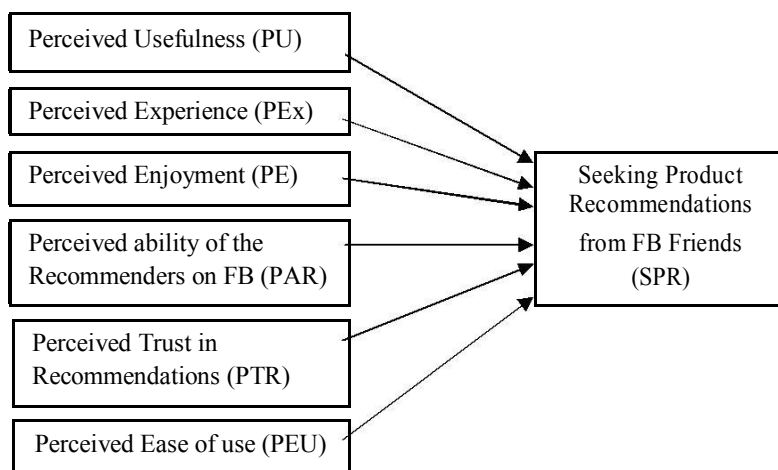 Perceived Usefulness (PU)
Perceived Experience (PEx)
Perceived Enjoyment (PE)
Perceived ability of the
Recommenders on FB (PAR)
Perceived Trust in
Recommendations (PTR)
Perceived Ease of use (PEU)
Seeking Product
Recommendations
from FB Friends
(SPR)